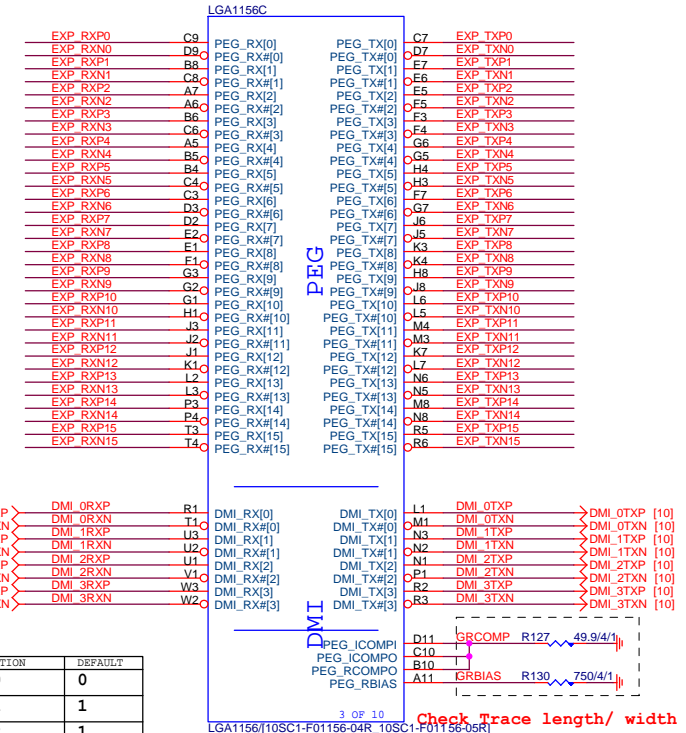 LGA1156C
EXP_RXP0 C9 PEG_RX[0] PEG_TX[0] C7 EXP_TXP0
EXP_RXN0 D9 PEG_RX#[0] PEG_TX#[0] D7 EXP_TXN0
EXP_RXP1 B8 PEG_RX[1] PEG_TX[1] E7 EXP_TXP1
EXP_RXN1 C8 PEG_RX#[1] PEG_TX#[1] E6 EXP_TXN1
EXP_RXP2 A7 PEG_RX[2] PEG_TX[2] E5 EXP_TXP2
EXP_RXN2 A6 PEG_RX#[2] PEG_TX#[2] F5 EXP_TXN2
EXP_RXP3 B6 PEG_RX[3] PEG_TX[3] F3 EXP_TXP3
EXP_RXN3 C6 PEG_RX#[3] PEG_TX#[3] F4 EXP_TXN3
EXP_RXP4 A5 PEG_RX[4] PEG_TX[4] G6 EXP_TXP4
EXP_RXN4 B5 PEG_RX#[4] PEG_TX#[4] G5 EXP_TXN4
EXP_RXP5 B4 PEG_RX[5] PEG_TX[5] H4 EXP_TXP5
EXP_RXN5 C4 PEG_RX#[5] PEG_TX#[5] H3 EXP_TXN5
EXP_RXP6 C3 PEG_RX[6] PEG_TX[6] F7 EXP_TXP6
EXP_RXN6 D3 PEG_RX#[6] PEG_TX#[6] G7 EXP_TXN6
EXP_RXP7 D2 PEG_RX[7] PEG_TX[7] J6 EXP_TXP7
EXP_RXN7 E2 PEG_RX#[7] PEG_TX#[7] J5 EXP_TXN7
EXP_RXP8 E1 PEG_RX[8] PEG_TX[8] K3 EXP_TXP8
EXP_RXN8 F1 PEG_RX#[8] PEG_TX#[8] K4 EXP_TXN8
EXP_RXP9 G3 PEG_RX[9] PEG_TX[9] H8 EXP_TXP9
EXP_RXN9 G2 PEG_RX#[9] PEG_TX#[9] J8 EXP_TXN9
EXP_RXP10 G1 PEG_RX[10] PEG_TX[10] L6 EXP_TXP10
EXP_RXN10 H1 PEG_RX#[10] PEG_TX#[10] L5 EXP_TXN10
EXP_RXP11 J3 PEG_RX[11] PEG_TX[11] M4 EXP_TXP11
EXP_RXN11 J2 PEG_RX#[11] PEG_TX#[11] M3 EXP_TXN11
EXP_RXP12 J1 PEG_RX[12] PEG_TX[12] K7 EXP_TXP12
EXP_RXN12 K1 PEG_RX#[12] PEG_TX#[12] L7 EXP_TXN12
EXP_RXP13 L2 PEG_RX[13] PEG_TX[13] N6 EXP_TXP13
EXP_RXN13 L3 PEG_RX#[13] PEG_TX#[13] N5 EXP_TXN13
EXP_RXP14 P3 PEG_RX[14] PEG_TX[14] M8 EXP_TXP14
EXP_RXN14 P4 PEG_RX#[14] PEG_TX#[14] N8 EXP_TXN14
EXP_RXP15 T3 PEG_RX[15] PEG_TX[15] R5 EXP_TXP15
EXP_RXN15 T4 PEG_RX#[15] PEG_TX#[15] R6 EXP_TXN15
PEG
DMI_0RXP R1 DMI_RX[0] DMI_TX[0] L1 DMI_0TXP DMI_0TXP [10]
DMI_0RXN T1 DMI_RX#[0] DMI_TX#[0] M1 DMI_0TXN DMI_0TXN [10]
DMI_1RXP U3 DMI_RX[1] DMI_TX[1] N3 DMI_1TXP DMI_1TXP [10]
DMI_1RXN U2 DMI_RX#[1] DMI_TX#[1] N2 DMI_1TXN DMI_1TXN [10]
DMI_2RXP U1 DMI_RX[2] DMI_TX[2] N1 DMI_2TXP DMI_2TXP [10]
DMI_2RXN V1 DMI_RX#[2] DMI_TX#[2] P1 DMI_2TXN DMI_2TXN [10]
DMI_3RXP W3 DMI_RX[3] DMI_TX[3] R2 DMI_3TXP DMI_3TXP [10]
DMI_3RXN W2 DMI_RX#[3] DMI_TX#[3] R3 DMI_3TXN DMI_3TXN [10]
DMI
PEG_ICOMPI D11 GRCOMP R127 49.9/4/1
PEG_ICOMPO C10
PEG_RCOMPO B10
PEG_RBIAS A11 GRBIAS R130 750/4/1
DEFAULT
0
1
3 OF 10
Check Trace length/ width
LGA1156/[10SC1-F01156-04R_10SC1-F01156-05R]